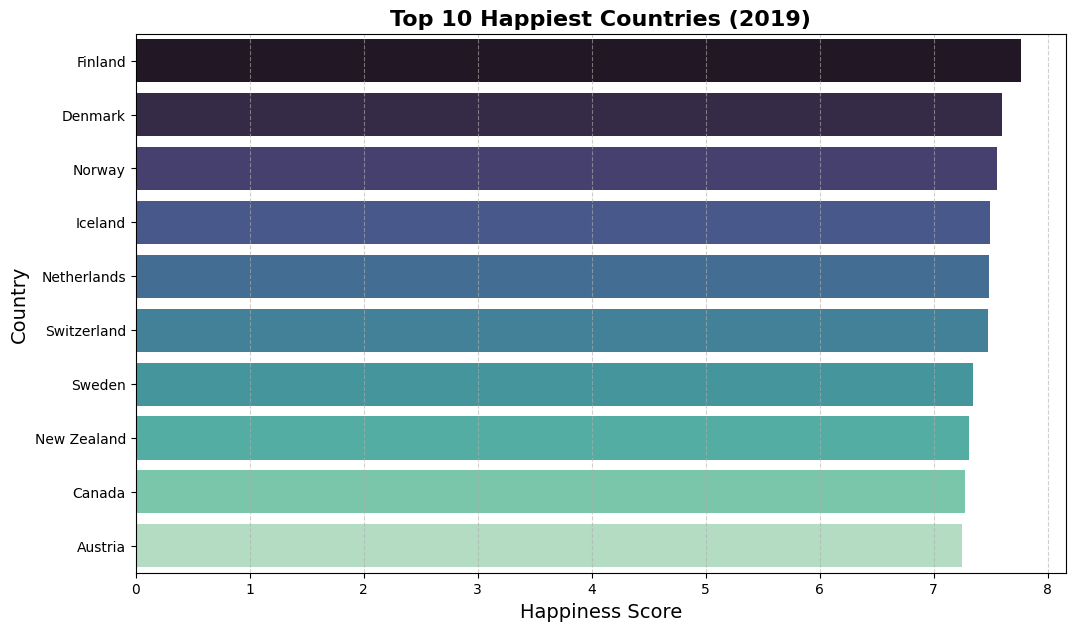 Top 10 Happiest Countries (2019)
Country
Finland
Denmark
Norway
Iceland
Netherlands
Switzerland
Sweden
New Zealand
Canada
Austria
0 1 2 3 4 5 6 7 8
Happiness Score